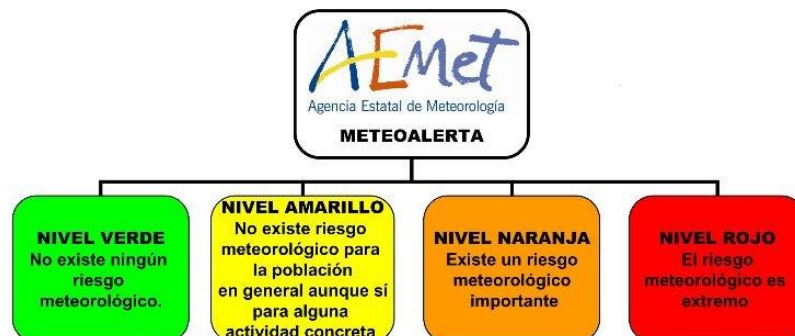 AEMet
Agencia Estatal de Meteorología
METEOALERTA
NIVEL VERDE
No existe ningún
riesgo
meteorológico.
NIVEL AMARILLO
No existe riesgo
meteorológico para
la población
en general aunque sí
para alguna
actividad concreta
NIVEL NARANJA
Existe un riesgo
meteorológico
importante
NIVEL ROJO
El riesgo
meteorológico es
extremo